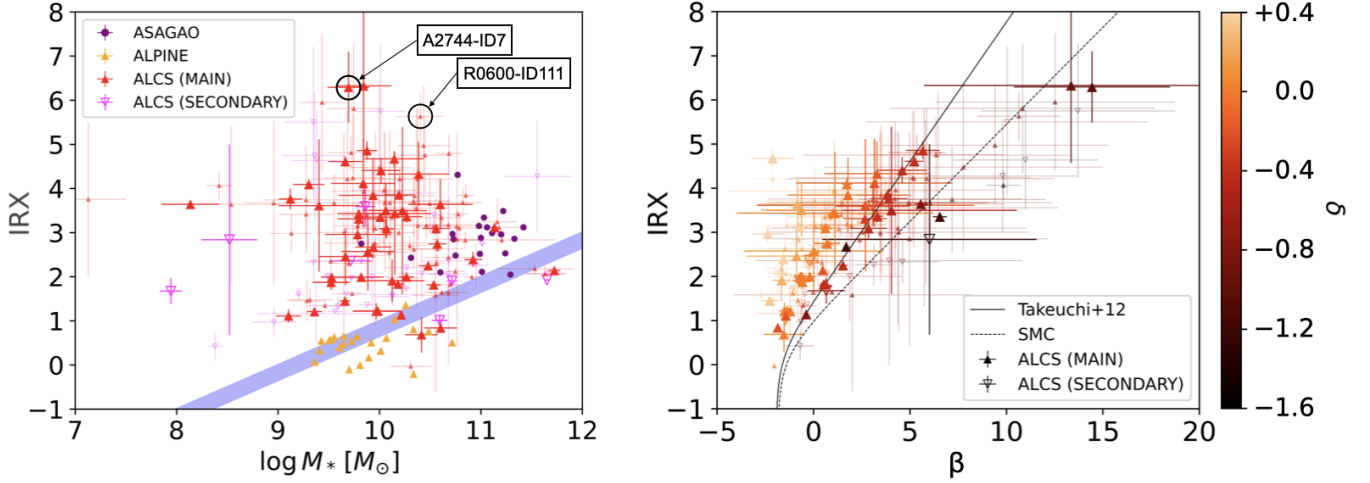 8
7
6
5
4
3
2
1
0
−1
IRX
ASAGAO
ALPINE
ALCS (MAIN)
ALCS (SECONDARY)
A2744-ID7
R0600-ID111
7 8 9 10 11 12
log M* [M⊙]
8
7
6
5
4
3
2
1
0
−1
IRX
Takeuchi+12
SMC
ALCS (MAIN)
ALCS (SECONDARY)
−5 0 5 10 15 20
β
+0.4
0.0
−0.4
−0.8
−1.2
−1.6
δ